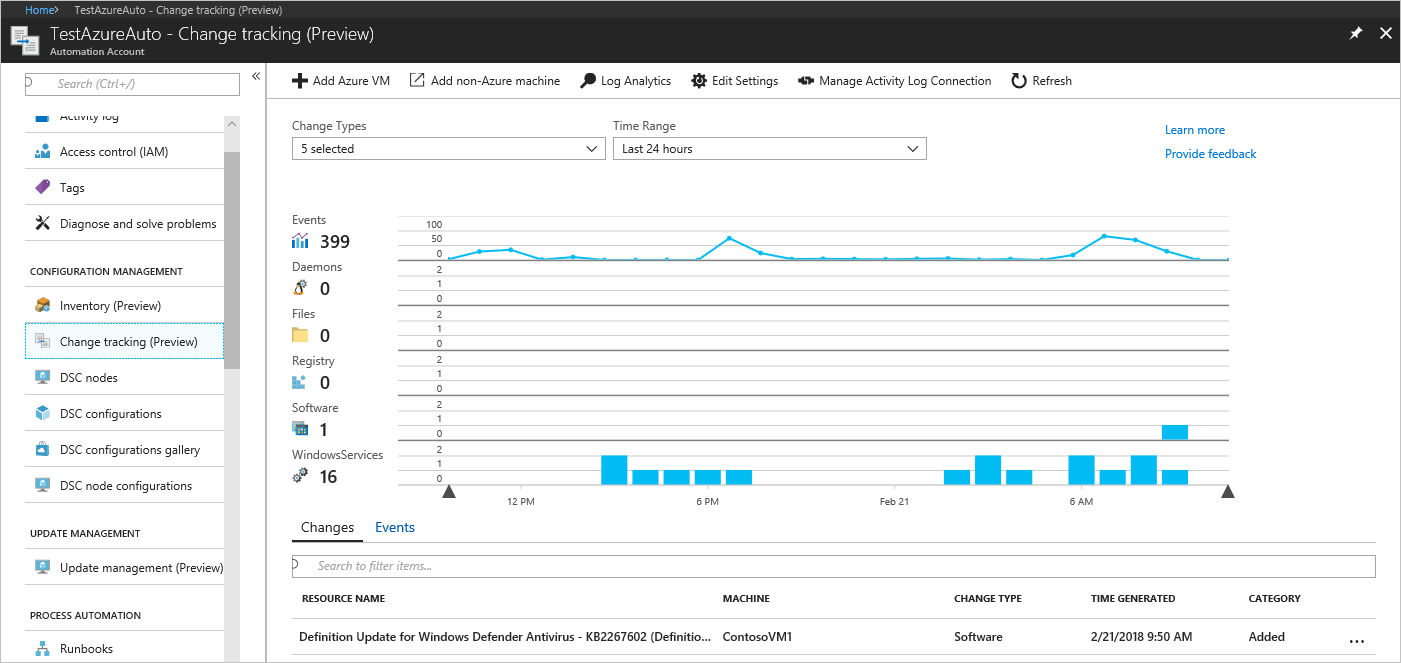 Home> TestAzureAuto - Change tracking (Preview)
TestAzureAuto - Change tracking (Preview)
Automation Account
Search (Ctrl+/)
«
Activity log
Access control (IAM)
Tags
Diagnose and solve problems
CONFIGURATION MANAGEMENT
Inventory (Preview)
Change tracking (Preview)
DSC nodes
DSC configurations
DSC configurations gallery
DSC node configurations
UPDATE MANAGEMENT
Update management (Preview)
PROCESS AUTOMATION
Runbooks
Add Azure VM Add non-Azure machine Log Analytics Edit Settings Manage Activity Log Connection Refresh
Change Types Time Range
5 selected Last 24 hours
Learn more
Provide feedback
Events
399
100
50
0
Daemons
0
2
1
0
Files
0
2
1
0
Registry
0
2
1
0
Software
1
2
1
0
WindowsServices
16
2
1
0
12 PM 6 PM Feb 21 6 AM
Changes Events
Search to filter items...
RESOURCE NAME MACHINE CHANGE TYPE TIME GENERATED CATEGORY
Definition Update for Windows Defender Antivirus - KB2267602 (Definitio... ContosoVM1 Software 2/21/2018 9:50 AM Added ...